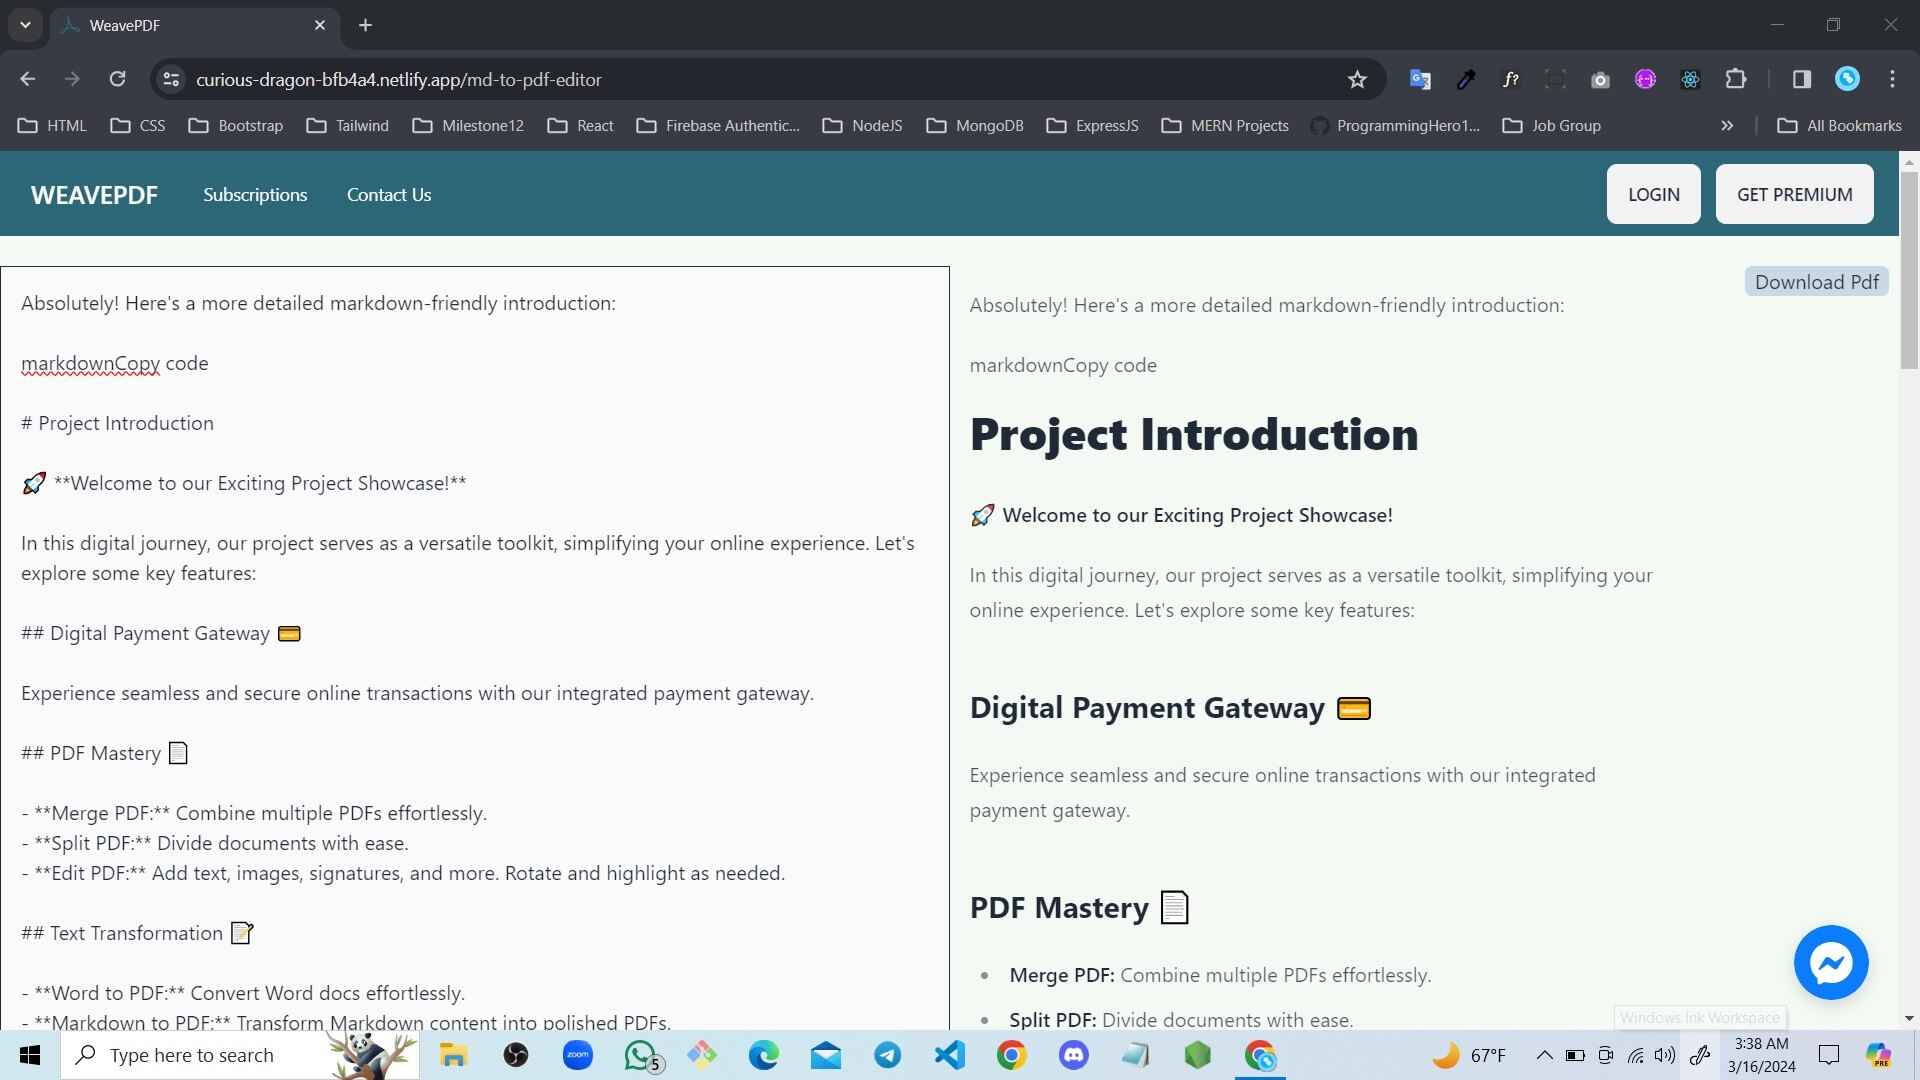 WeavePDF
curious-dragon-bfb4a4.netlify.app/md-to-pdf-editor
f?
HTML
CSS
Bootstrap
Tailwind
Milestone12
React
Firebase Authentic...
NodeJS
MongoDB
ExpressJS
MERN Projects
ProgrammingHero1...
Job Group
»
All Bookmarks
WEAVEPDF
Subscriptions
Contact Us
LOGIN
GET PREMIUM
Download Pdf
Absolutely! Here's a more detailed markdown-friendly introduction:
markdownCopy code
# Project Introduction
🚀 **Welcome to our Exciting Project Showcase!**
In this digital journey, our project serves as a versatile toolkit, simplifying your online experience. Let's
explore some key features:
## Digital Payment Gateway 💳
Experience seamless and secure online transactions with our integrated payment gateway.
## PDF Mastery 📄
- **Merge PDF:** Combine multiple PDFs effortlessly.
- **Split PDF:** Divide documents with ease.
- **Edit PDF:** Add text, images, signatures, and more. Rotate and highlight as needed.
## Text Transformation 📝
- **Word to PDF:** Convert Word docs effortlessly.
- **Markdown to PDF:** Transform Markdown content into polished PDFs.
Absolutely! Here's a more detailed markdown-friendly introduction:
markdownCopy code
Project Introduction
🚀 Welcome to our Exciting Project Showcase!
In this digital journey, our project serves as a versatile toolkit, simplifying your
online experience. Let's explore some key features:
Digital Payment Gateway 💳
Experience seamless and secure online transactions with our integrated
payment gateway.
PDF Mastery 📄
• Merge PDF: Combine multiple PDFs effortlessly.
• Split PDF: Divide documents with ease.
Windows Ink Workspace
Type here to search
zoom
5
67°F
3:38 AM
3/16/2024
PRE